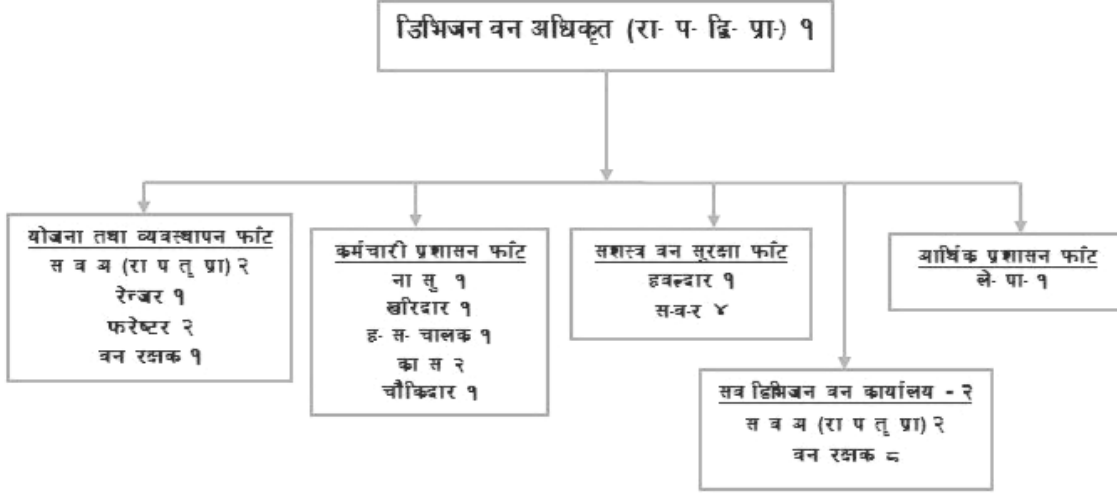 डिभिजन वन अधिकृत (रा- प- द्वि- प्रा-) १
योजना तथा व्यवस्थापन फाँट
स व अ (रा प तृ प्रा) २
रेन्जर १
फरेष्टर २
वन रक्षक १
कर्मचारी प्रशासन फाँट
ना सु १
खरिदार १
ह- स- चालक १
का स २
चौकिदार १
सशस्त्र वन सुरक्षा फाँट
हवल्दार १
स-व-र ४
आर्थिक प्रशासन फाँट
ले- पा- १
सव डिभिजन वन कार्यालय - २
स व अ (रा प तृ प्रा) २
वन रक्षक ८